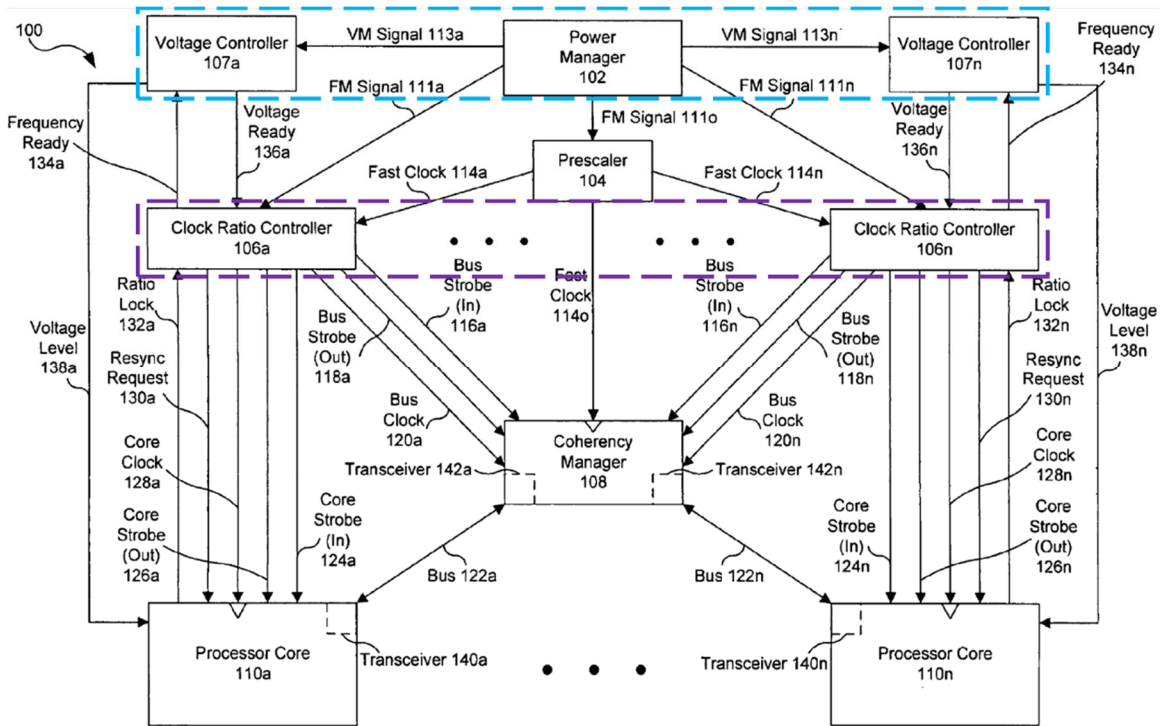 100
Voltage Controller
107a
VM Signal 113a
Power
Manager
102
VM Signal 113n
Voltage Controller
107n
Frequency
Ready
134n
FM Signal 111a
FM Signal 111n
FM Signal 111o
Frequency
Ready
134a
Voltage
Ready
136a
Voltage
Ready
136n
Prescaler
104
Fast Clock 114a
Fast Clock 114n
Clock Ratio Controller
106a
Clock Ratio Controller
106n
Ratio
Lock
132a
Bus
Strobe
(In)
116a
Fast
Clock
114o
Bus
Strobe
(In)
116n
Ratio
Lock
132n
Voltage
Level
138a
Bus
Strobe
(Out)
118a
Bus
Strobe
(Out)
118n
Voltage
Level
138n
Resync
Request
130a
Resync
Request
130n
Bus
Clock
120a
Bus
Clock
120n
Coherency
Manager
108
Core
Clock
128a
Transceiver 142a
Transceiver 142n
Core
Clock
128n
Core
Strobe
(Out)
126a
Core
Strobe
(In)
124a
Core
Strobe
(In)
124n
Core
Strobe
(Out)
126n
Bus 122a
Bus 122n
Processor Core
110a
Transceiver 140a
Transceiver 140n
Processor Core
110n